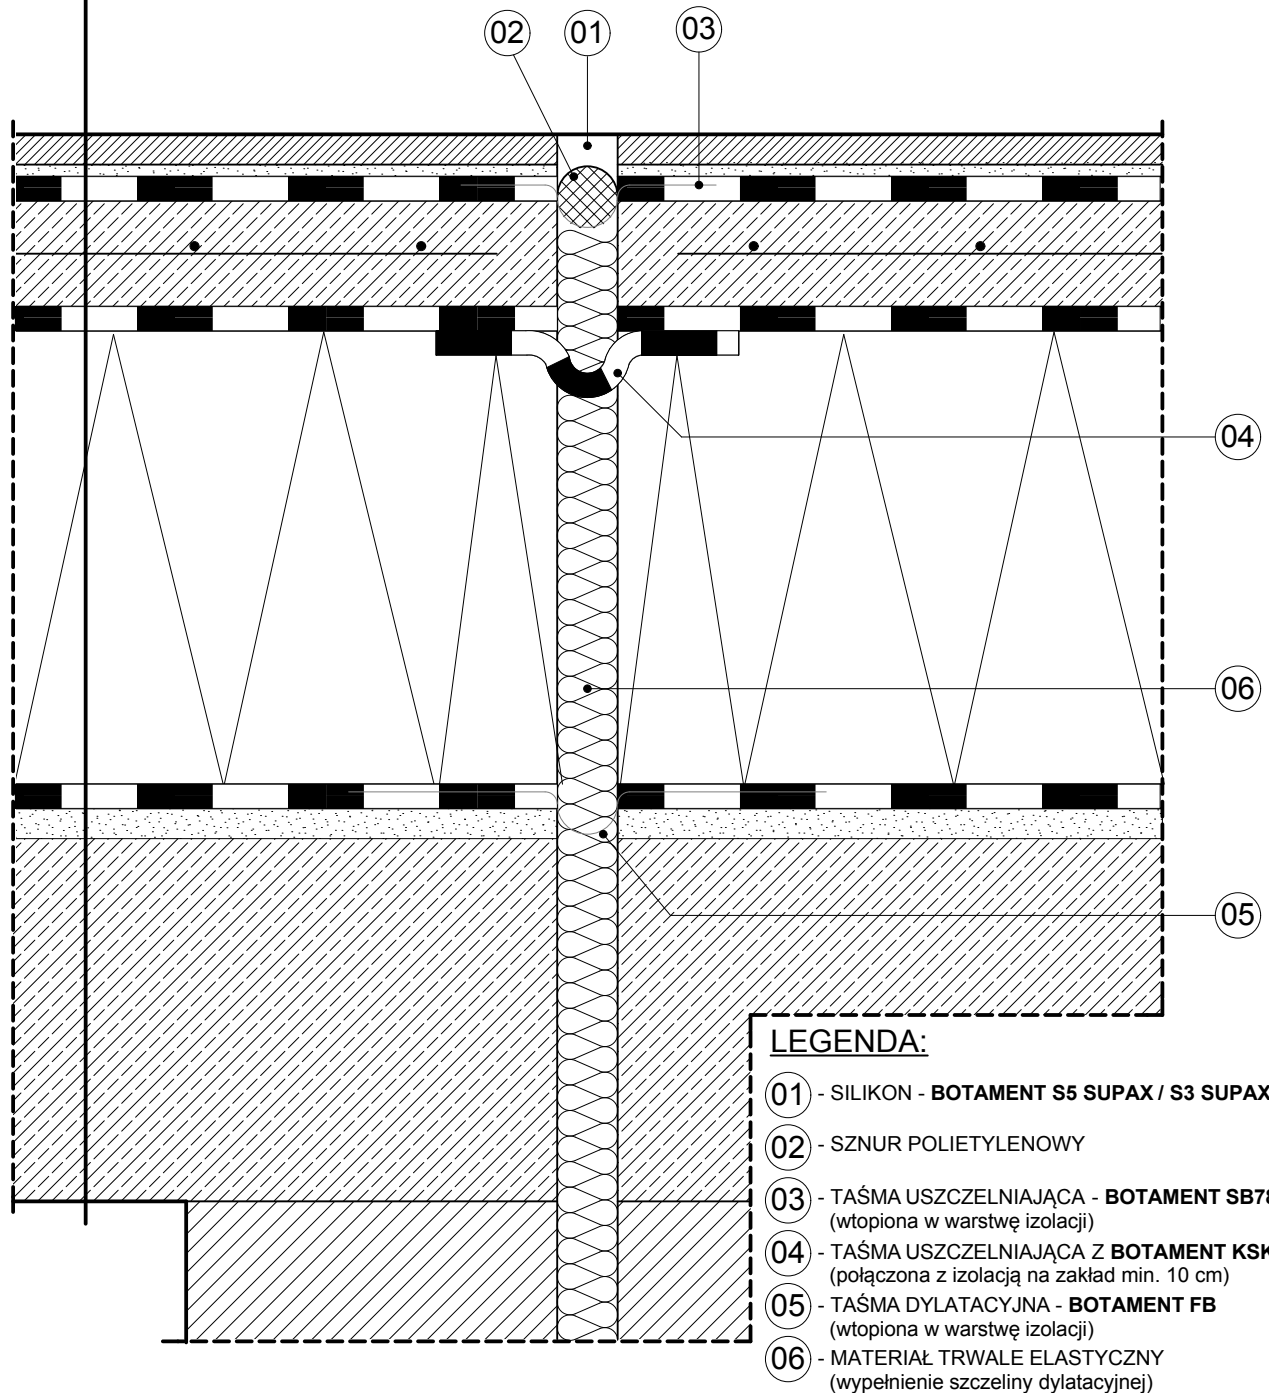 02 01 03
04
06
05
LEGENDA:
01 - SILIKON - BOTAMENT S5 SUPAX / S3 SUPAX
02 - SZNUR POLIETYLENOWY
03 - TAŚMA USZCZELNIAJĄCA - BOTAMENT SB78
(wtopiona w warstwę izolacji)
04 - TAŚMA USZCZELNIAJĄCA Z BOTAMENT KSK
(połączona z izolacją na zakład min. 10 cm)
05 - TAŚMA DYLATACYJNA - BOTAMENT FB
(wtopiona w warstwę izolacji)
06 - MATERIAŁ TRWALE ELASTYCZNY
(wypełnienie szczeliny dylatacyjnej)